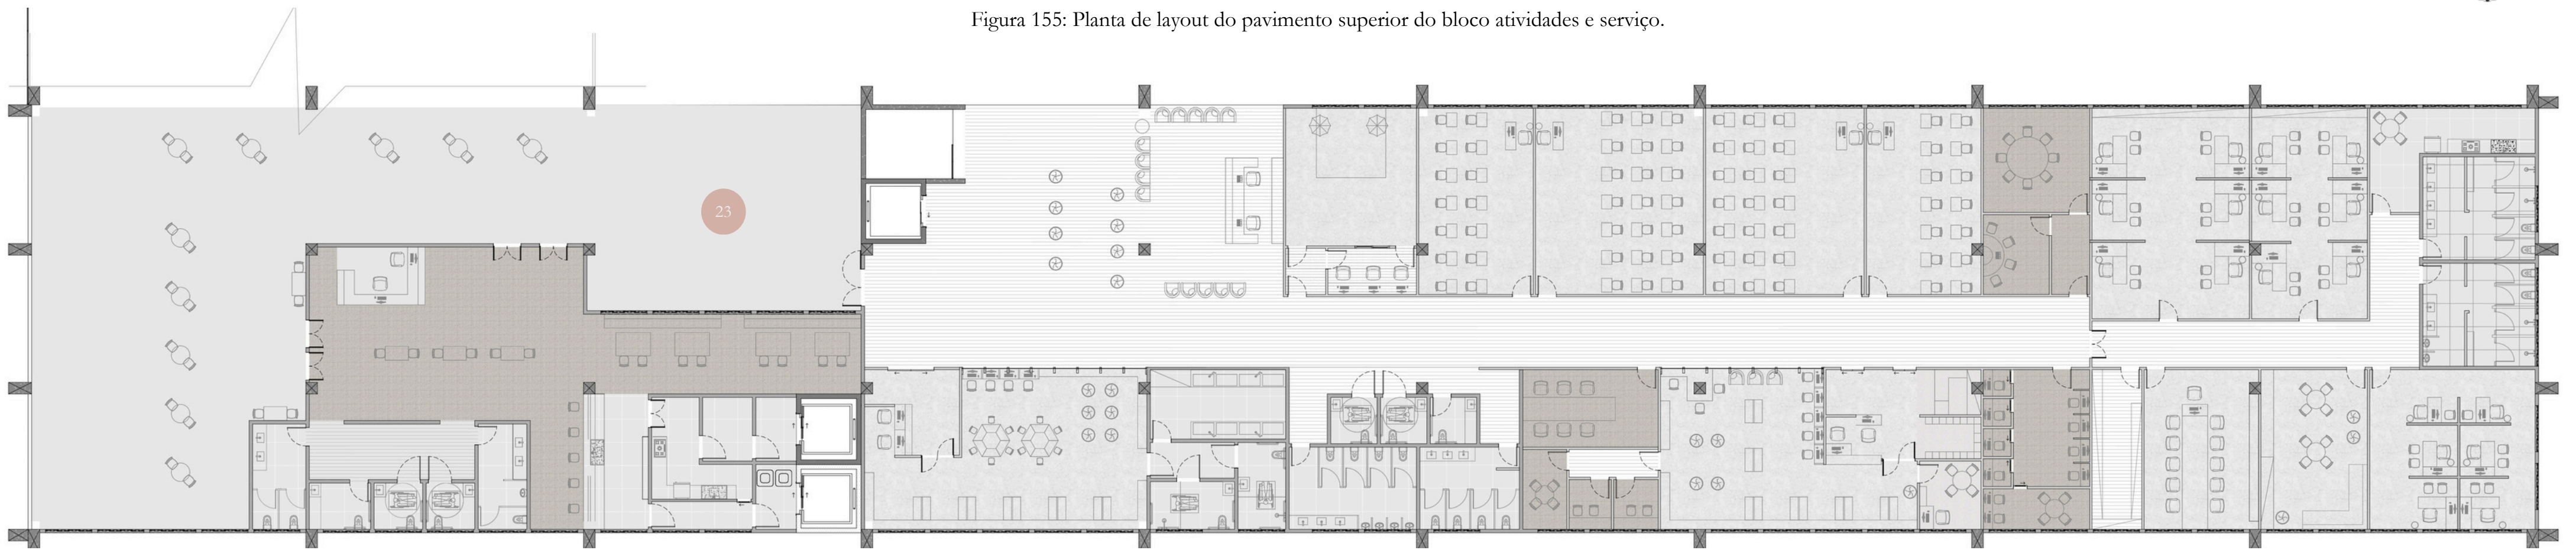 Figura 155: Planta de layout do pavimento superior do bloco atividades e serviço.
23